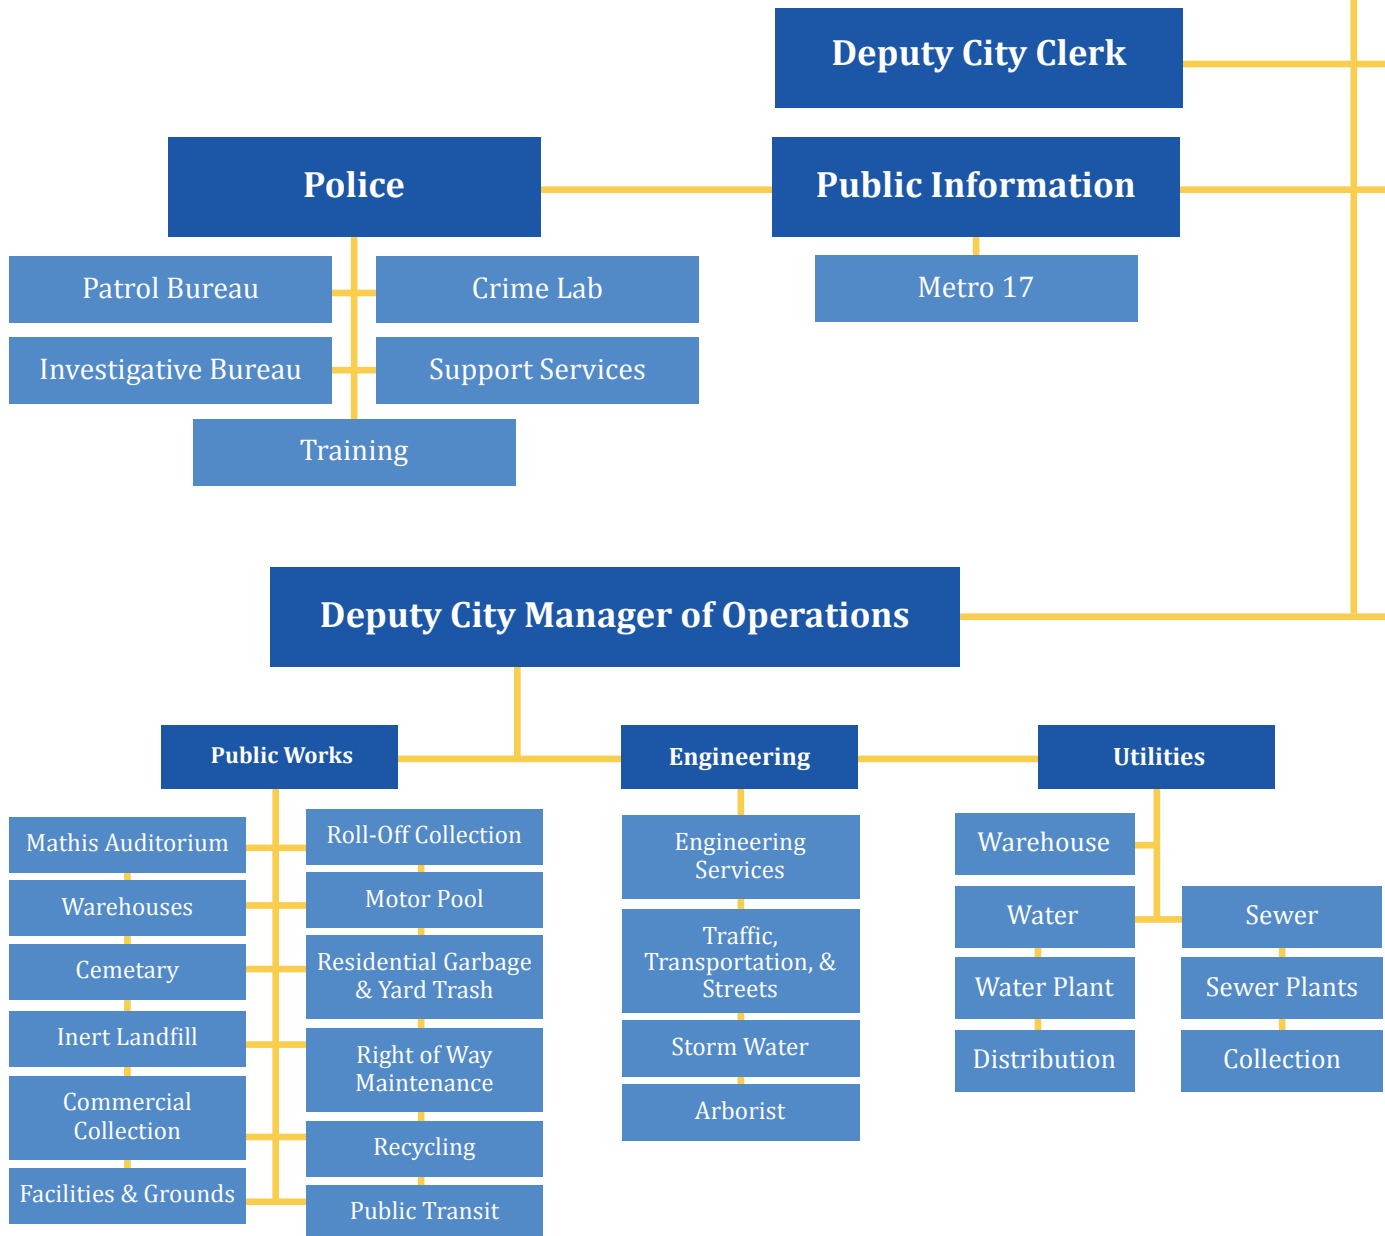 Deputy City Clerk
Police
Public Information
Patrol Bureau
Crime Lab
Metro 17
Investigative Bureau
Support Services
Training
Deputy City Manager of Operations
Public Works
Engineering
Utilities
Mathis Auditorium
Warehouses
Cemetary
Inert Landfill
Commercial
Collection
Facilities & Grounds
Roll-Off Collection
Motor Pool
Residential Garbage
& Yard Trash
Right of Way
Maintenance
Recycling
Public Transit
Engineering
Services
Traffic,
Transportation, &
Streets
Storm Water
Arborist
Warehouse
Water
Water Plant
Distribution
Sewer
Sewer Plants
Collection